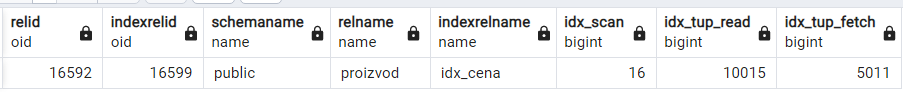 relid indexrelid schemaname relname indexrelname idx_scan idx_tup_read idx_tup_fetch
oid oid name name name bigint bigint bigint
16592 16599 public proizvod idx_cena 16 10015 5011